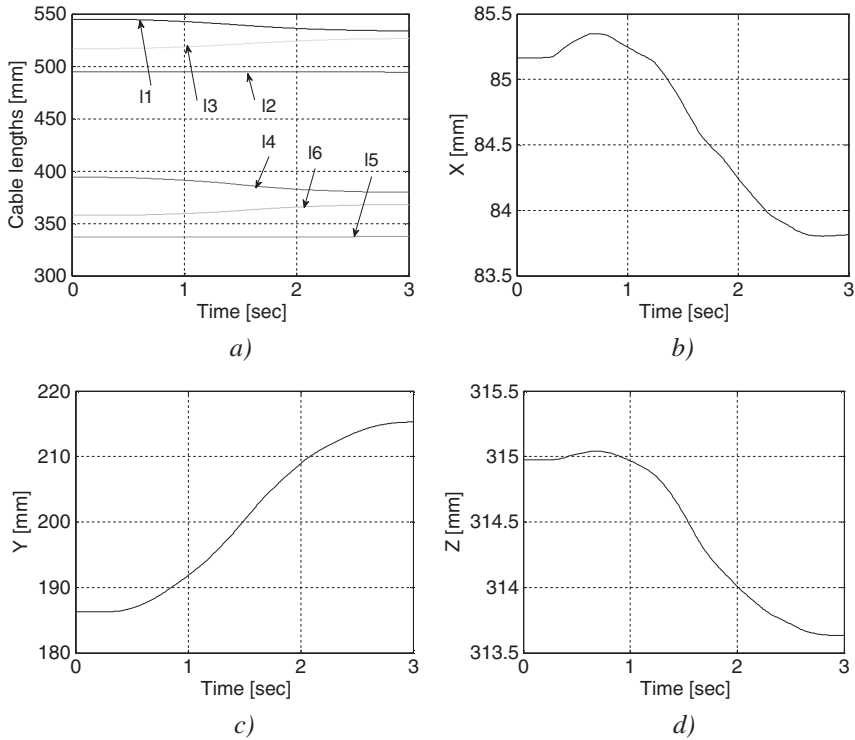 550
500
450
400
350
300
Cable lengths [mm]
l1
l3
l2
l4
l6
l5
0 1 2 3
Time [sec]
a)
85.5
85
84.5
84
83.5
X [mm]
0 1 2 3
Time [sec]
b)
220
210
200
190
180
Y [mm]
0 1 2 3
Time [sec]
c)
315.5
315
314.5
314
313.5
Z [mm]
0 1 2 3
Time [sec]
d)